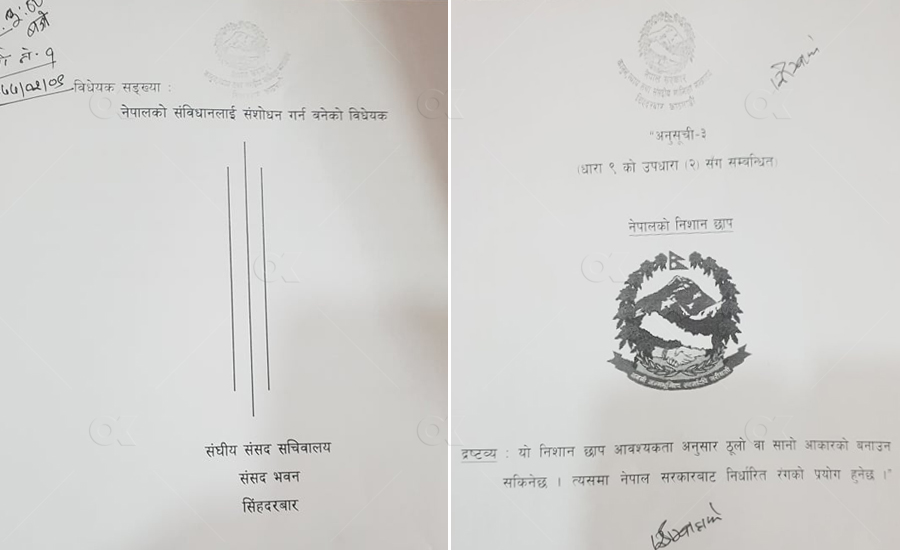 विधेयक सङ्ख्या :
नेपालको संविधानलाई संशोधन गर्न बनेको विधेयक
संघीय संसद सचिवालय
संसद भवन
सिंहदरबार
"अनुसूची-३
(धारा ९ को उपधारा (२) संग सम्बन्धित)
नेपालको निशान छाप
द्रष्टव्य : यो निशान छाप आवश्यकता अनुसार ठूलो वा सानो आकारको बनाउन
सकिनेछ । त्यसमा नेपाल सरकारबाट निर्धारित रंगको प्रयोग हुनेछ ।"